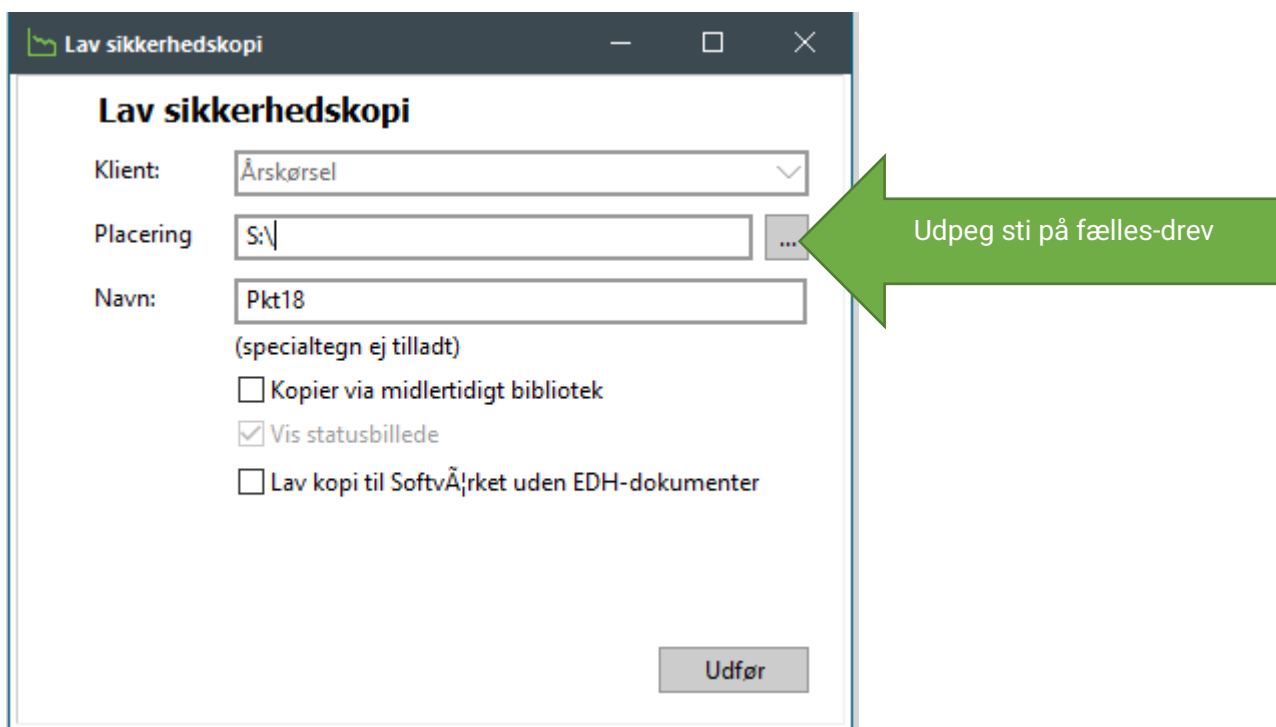 Lav sikkerhedskopi
Lav sikkerhedskopi
Klient: Årskørsel
Placering S:\ ...
Udpeg sti på fælles-drev
Navn: Pkt18
(specialtegn ej tilladt)
Kopier via midlertidigt bibliotek
Vis statusbillede
Lav kopi til SoftvÃ¦rket uden EDH-dokumenter
Udfør